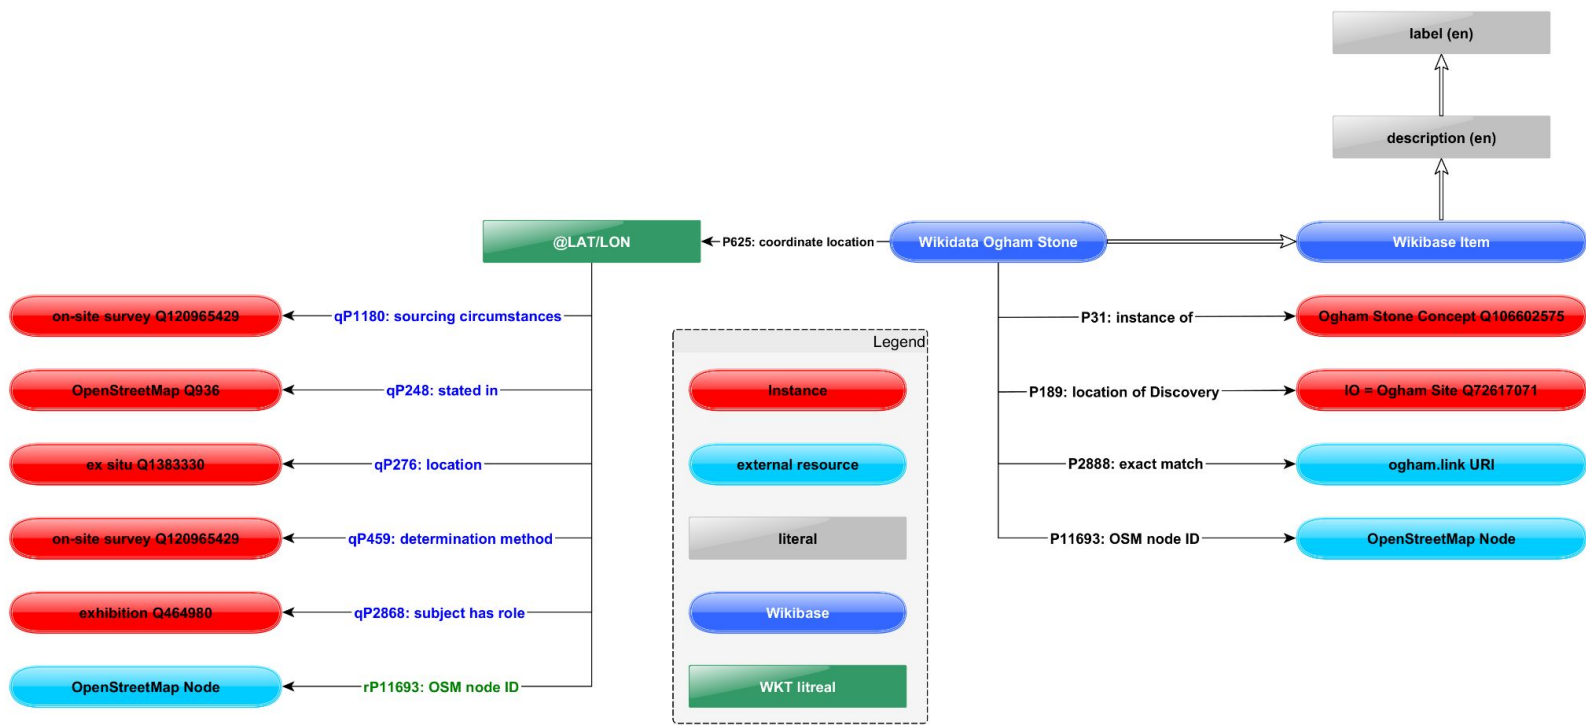 label (en)
description (en)
@LAT/LON
P625: coordinate location
Wikidata Ogham Stone
Wikibase Item
on-site survey Q120965429
qP1180: sourcing circumstances
P31: instance of
Ogham Stone Concept Q106602575
OpenStreetMap Q936
qP248: stated in
P189: location of Discovery
IO = Ogham Site Q72617071
ex situ Q1383330
qP276: location
P2888: exact match
ogham.link URI
on-site survey Q120965429
qP459: determination method
P11693: OSM node ID
OpenStreetMap Node
exhibition Q464980
qP2868: subject has role
OpenStreetMap Node
rP11693: OSM node ID
Legend
Instance
external resource
literal
Wikibase
WKT litreal